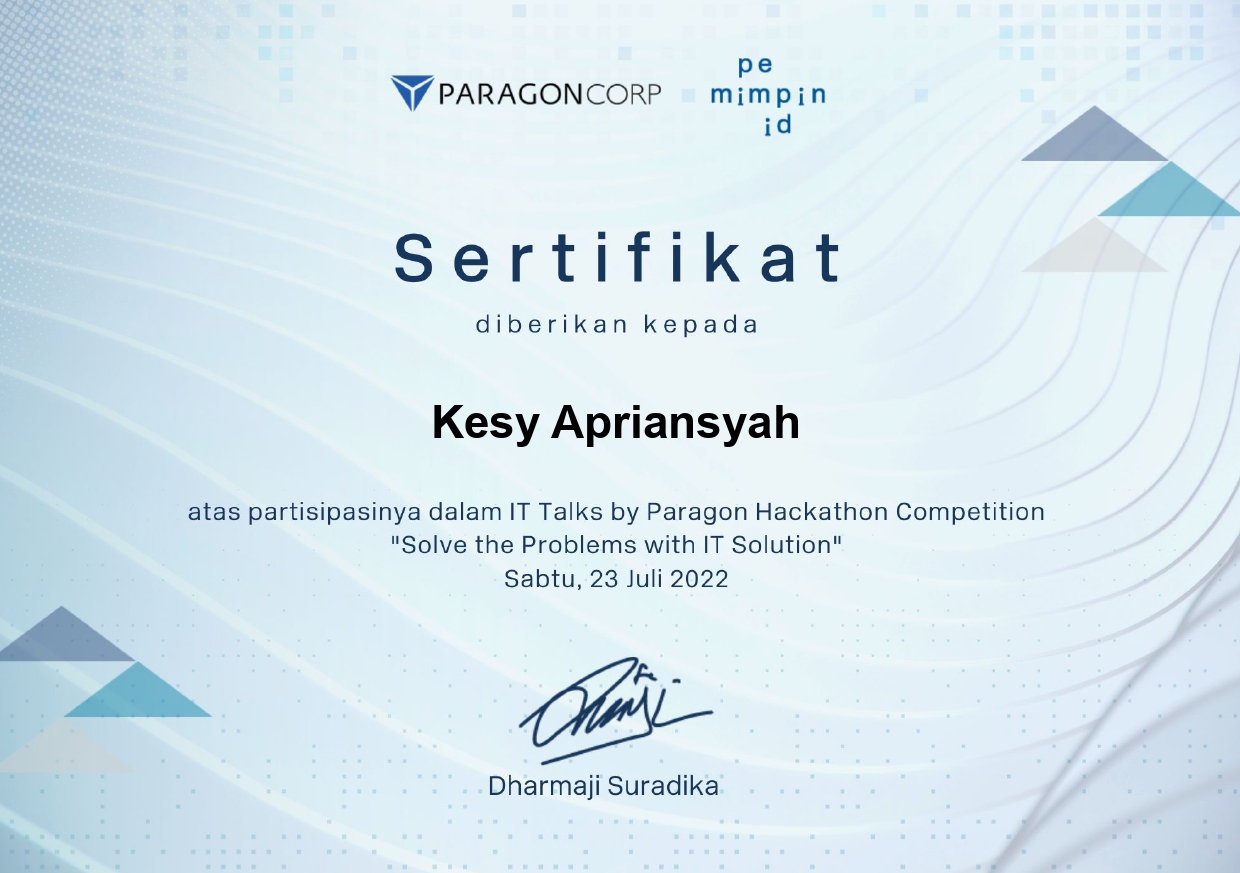 PARAGONCORP
pe
mimpin
id
Sertifikat
diberikan kepada
Kesy Apriansyah
atas partisipasinya dalam IT Talks by Paragon Hackathon Competition
"Solve the Problems with IT Solution"
Sabtu, 23 Juli 2022
Dharmaji Suradika